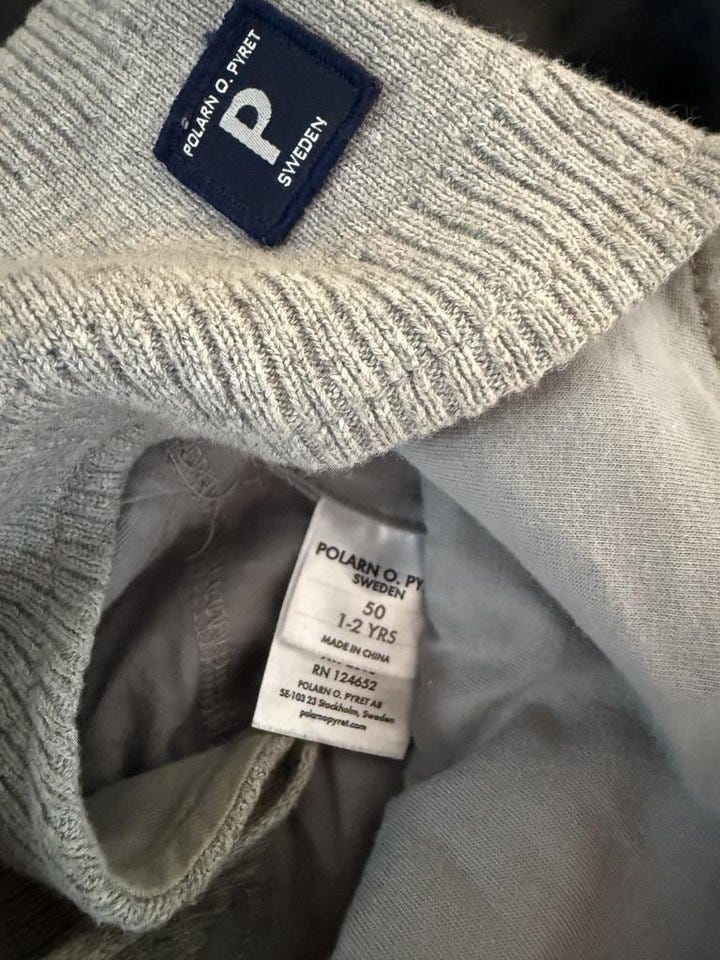 POLARN O. PYRET
P
SWEDEN
POLARN O. PY
SWEDEN
50
1-2 YRS
MADE IN CHINA
RN 124652
POLARN O. PYRET AB
SE-103 23 Stockholm, Sweden
polarnopyret.com